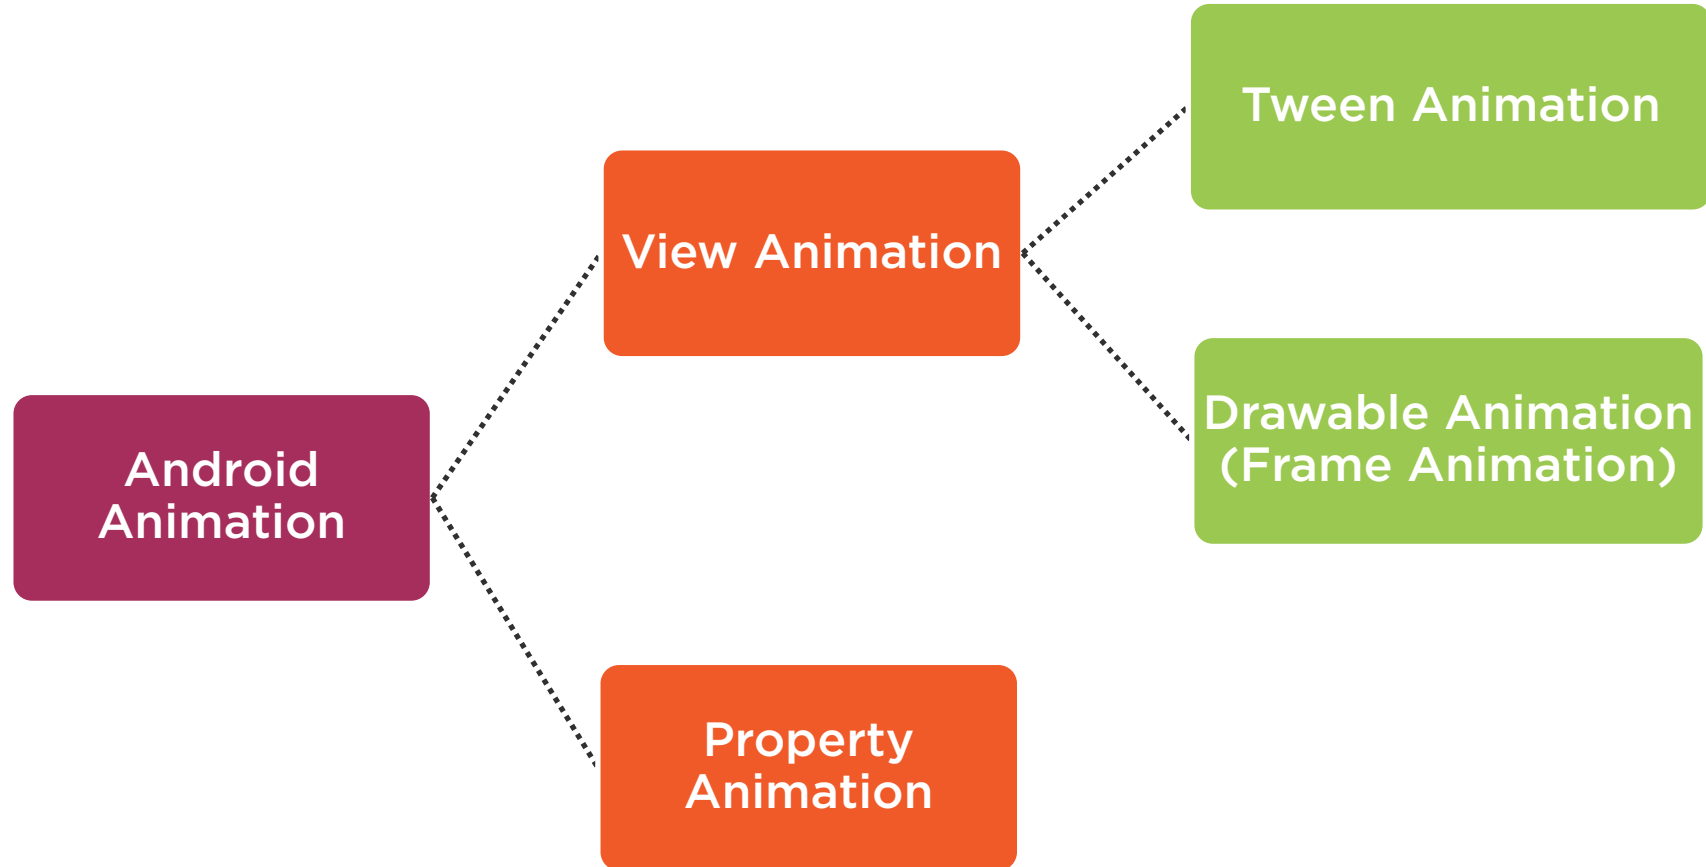 Tween Animation
View Animation
Drawable Animation
(Frame Animation)
Android
Animation
Property
Animation